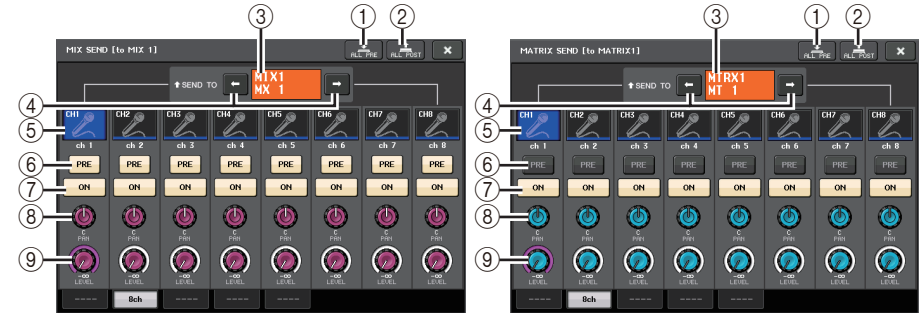 ③ ① ② ③ ① ②
MIX SEND [to MIX 1] ALL PRE ALL POST ×
MATRIX SEND [to MATRIX1] ALL PRE ALL POST ×
SEND TO MIX1 MX 1
SEND TO MTRX1 MT 1
④ ④
⑤ CH1 CH2 CH3 CH4 CH5 CH6 CH7 CH8
ch 1 ch 2 ch 3 ch 4 ch 5 ch 6 ch 7 ch 8
⑤ CH1 CH2 CH3 CH4 CH5 CH6 CH7 CH8
ch 1 ch 2 ch 3 ch 4 ch 5 ch 6 ch 7 ch 8
⑥ PRE PRE PRE PRE PRE PRE PRE PRE
⑥ PRE PRE PRE PRE PRE PRE PRE PRE
⑦ ON ON ON ON ON ON ON ON
⑦ ON ON ON ON ON ON ON ON
⑧ C C C C C C C C
PAN PAN PAN PAN PAN PAN PAN PAN
⑧ C C C C C C C C
PAN PAN PAN PAN PAN PAN PAN PAN
⑨ -∞ -∞ -∞ -∞ -∞ -∞ -∞ -∞
LEVEL LEVEL LEVEL LEVEL LEVEL LEVEL LEVEL LEVEL
⑨ -∞ -∞ -∞ -∞ -∞ -∞ -∞ -∞
LEVEL LEVEL LEVEL LEVEL LEVEL LEVEL LEVEL LEVEL
---- 8ch ---- ---- ----
---- 8ch ---- ---- ----